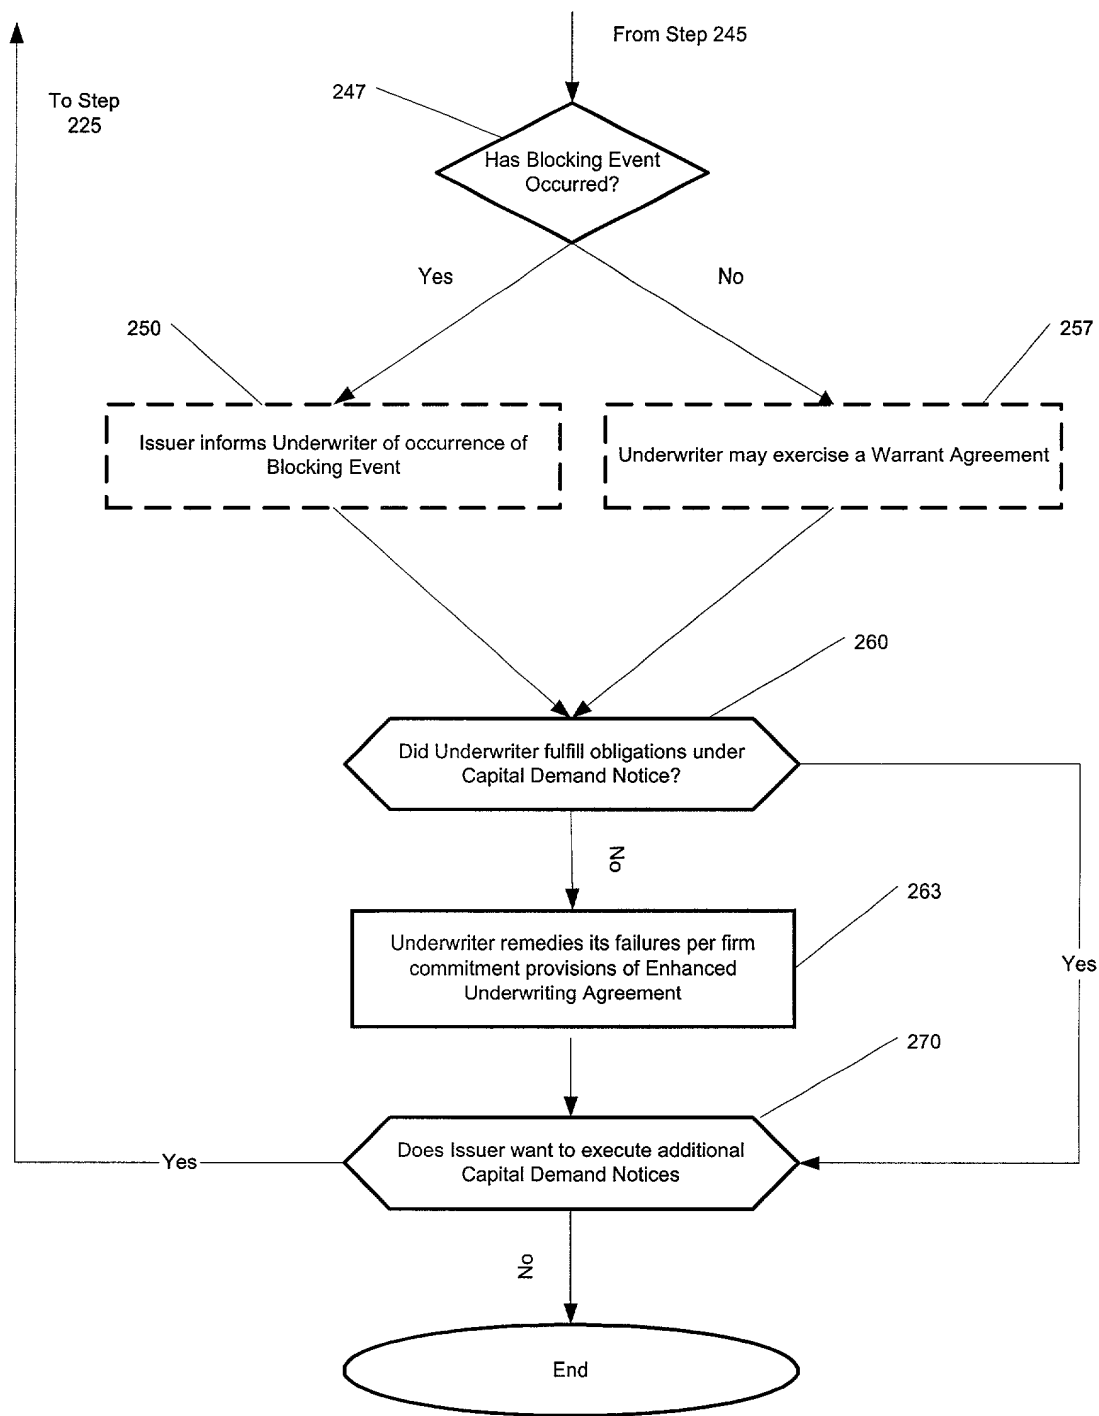 From Step 245
To Step
225
247
Has Blocking Event
Occurred?
Yes
No
250
257
Issuer informs Underwriter of occurrence of
Blocking Event
Underwriter may exercise a Warrant Agreement
260
Did Underwriter fulfill obligations under
Capital Demand Notice?
No
263
Underwriter remedies its failures per firm
commitment provisions of Enhanced
Underwriting Agreement
Yes
270
Does Issuer want to execute additional
Capital Demand Notices
Yes
No
End